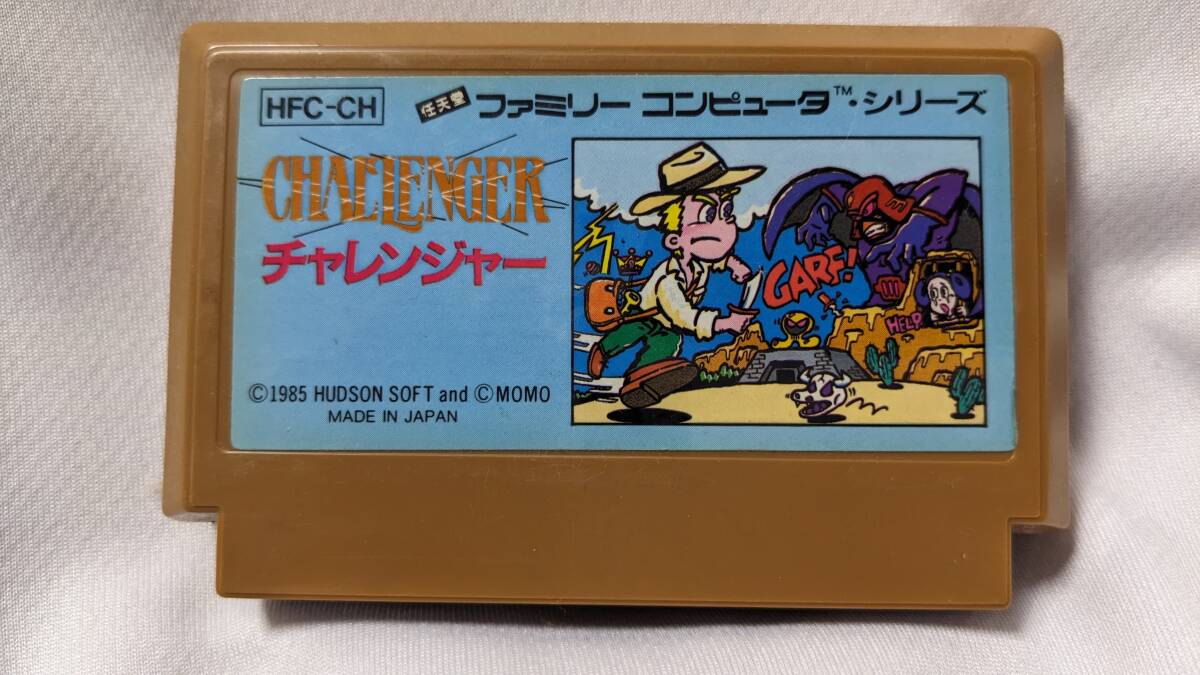 HFC-CH
任天堂 ファミリー コンピュータ™・シリーズ
CHALLENGER
チャレンジャー
GARF!
HELP
©1985 HUDSON SOFT and ©MOMO
MADE IN JAPAN